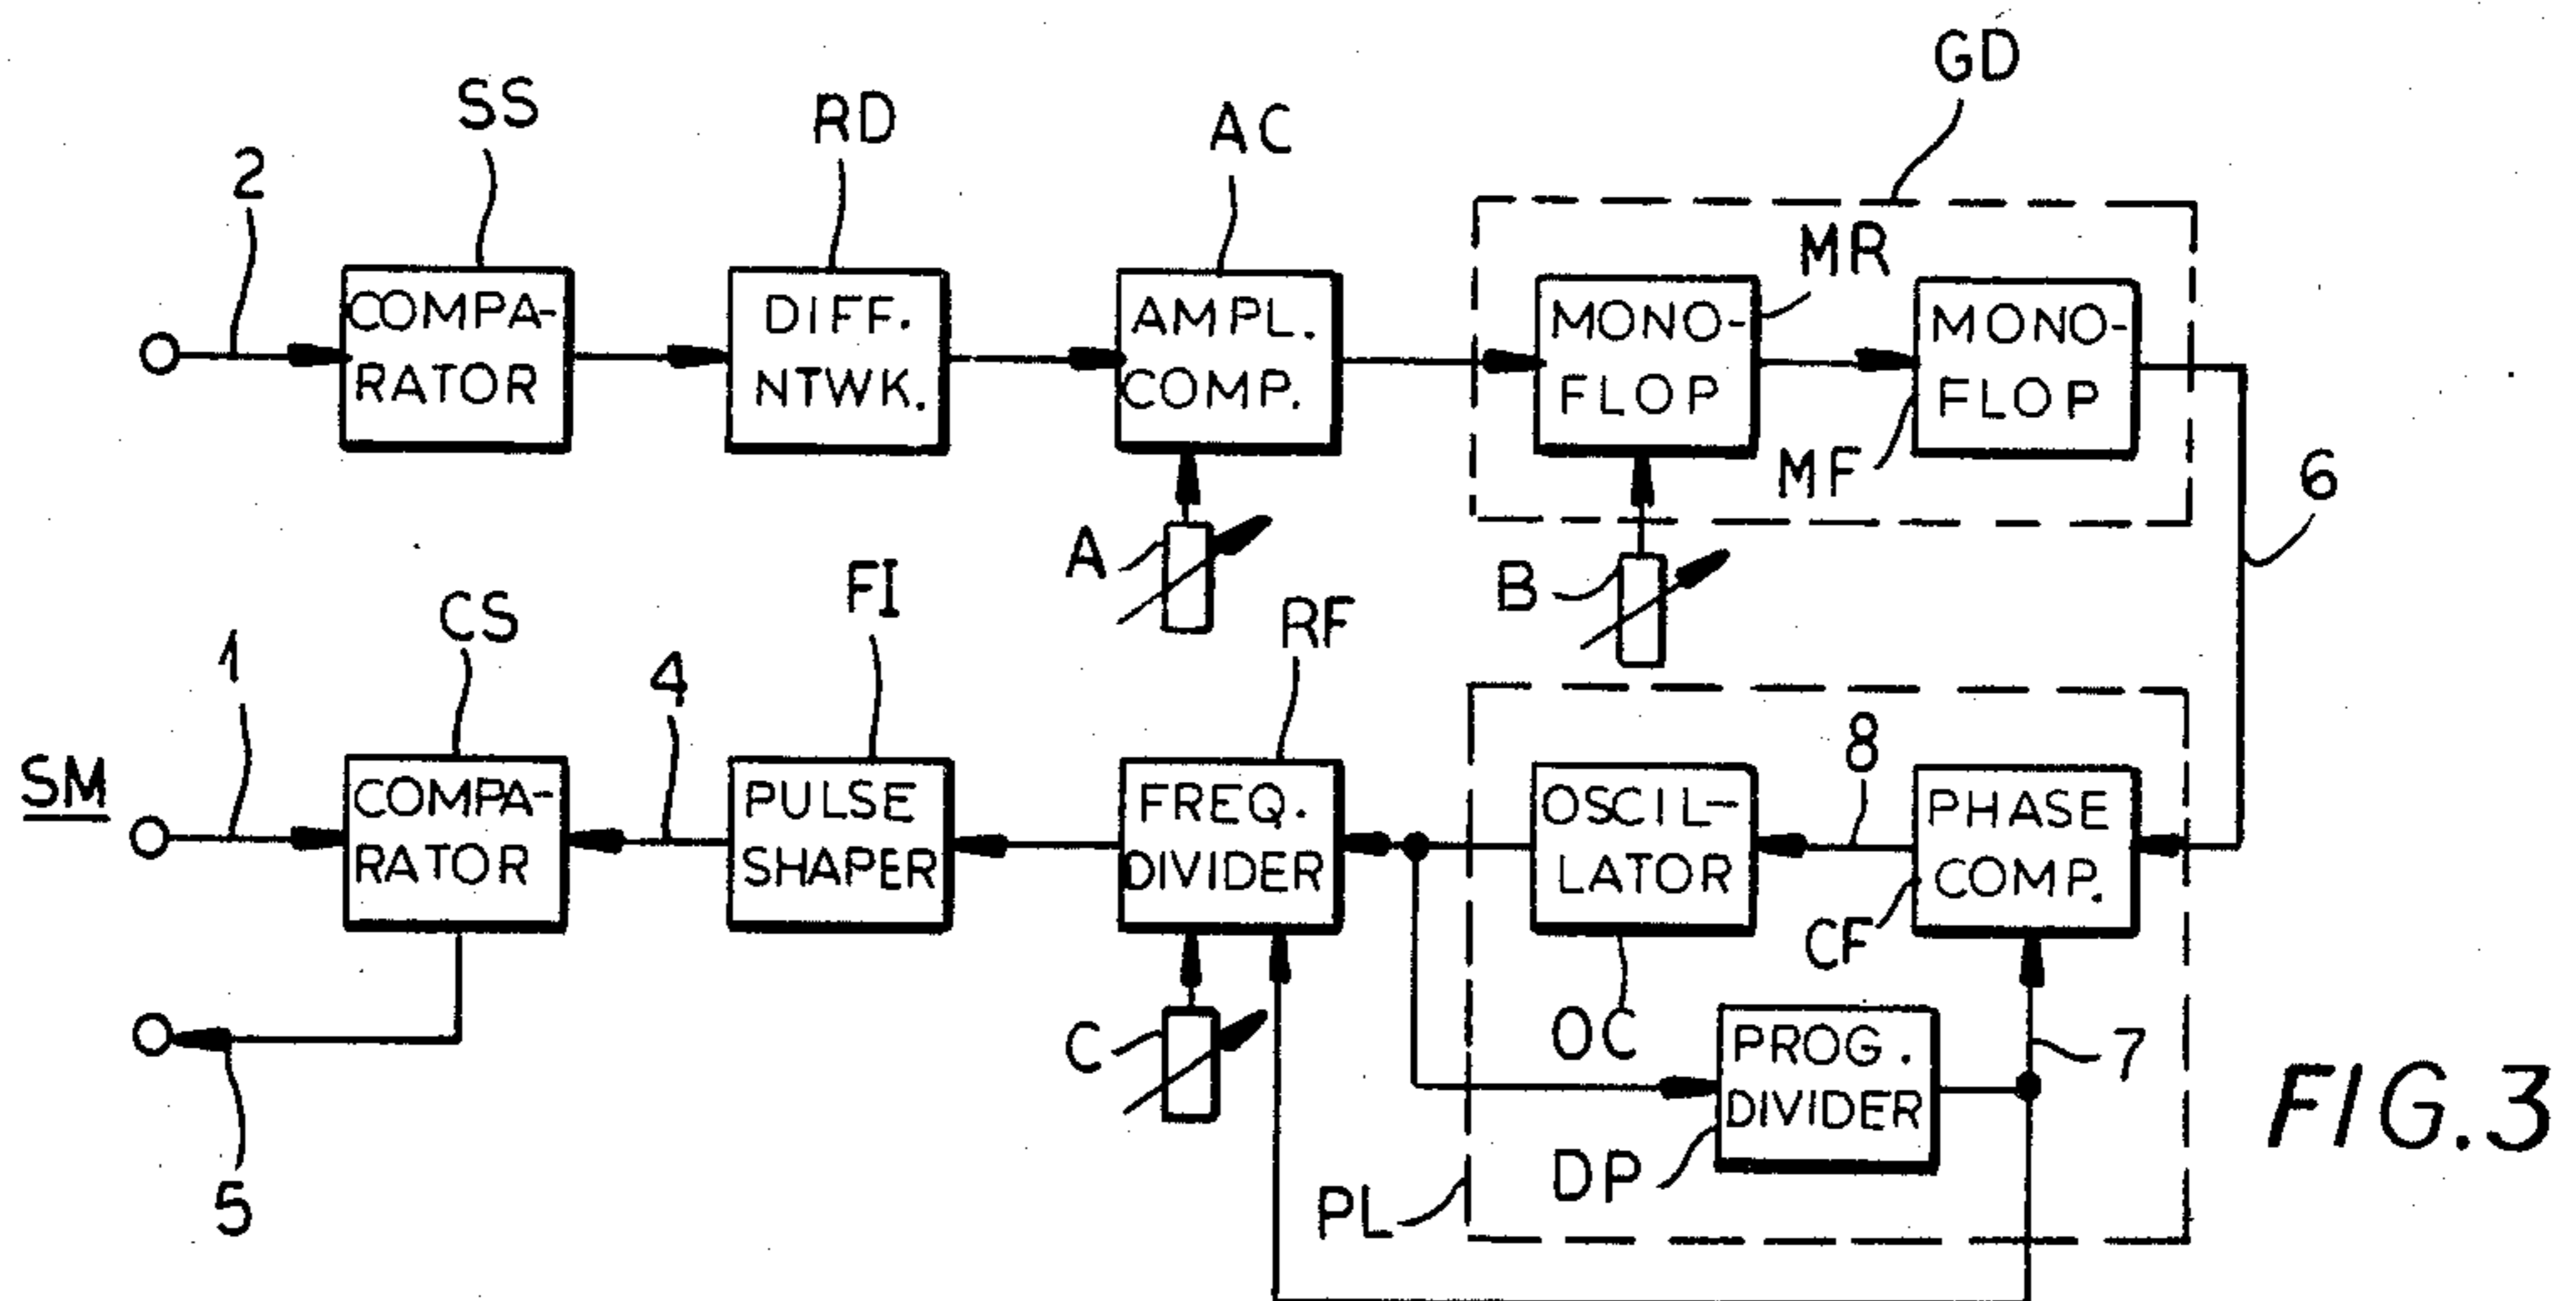 GD
SS
RD
AC
2
MR
COMPA-
RATOR
DIFF.
NTWK.
AMPL.
COMP.
MONO-
FLOP
MONO-
FLOP
MF
6
A
B
FI
RF
CS
1
4
8
SM
COMPA-
RATOR
PULSE
SHAPER
FREQ.
DIVIDER
OSCIL-
LATOR
PHASE
COMP.
CF
C
OC
PROG.
DIVIDER
7
DP
PL
5
FIG.3